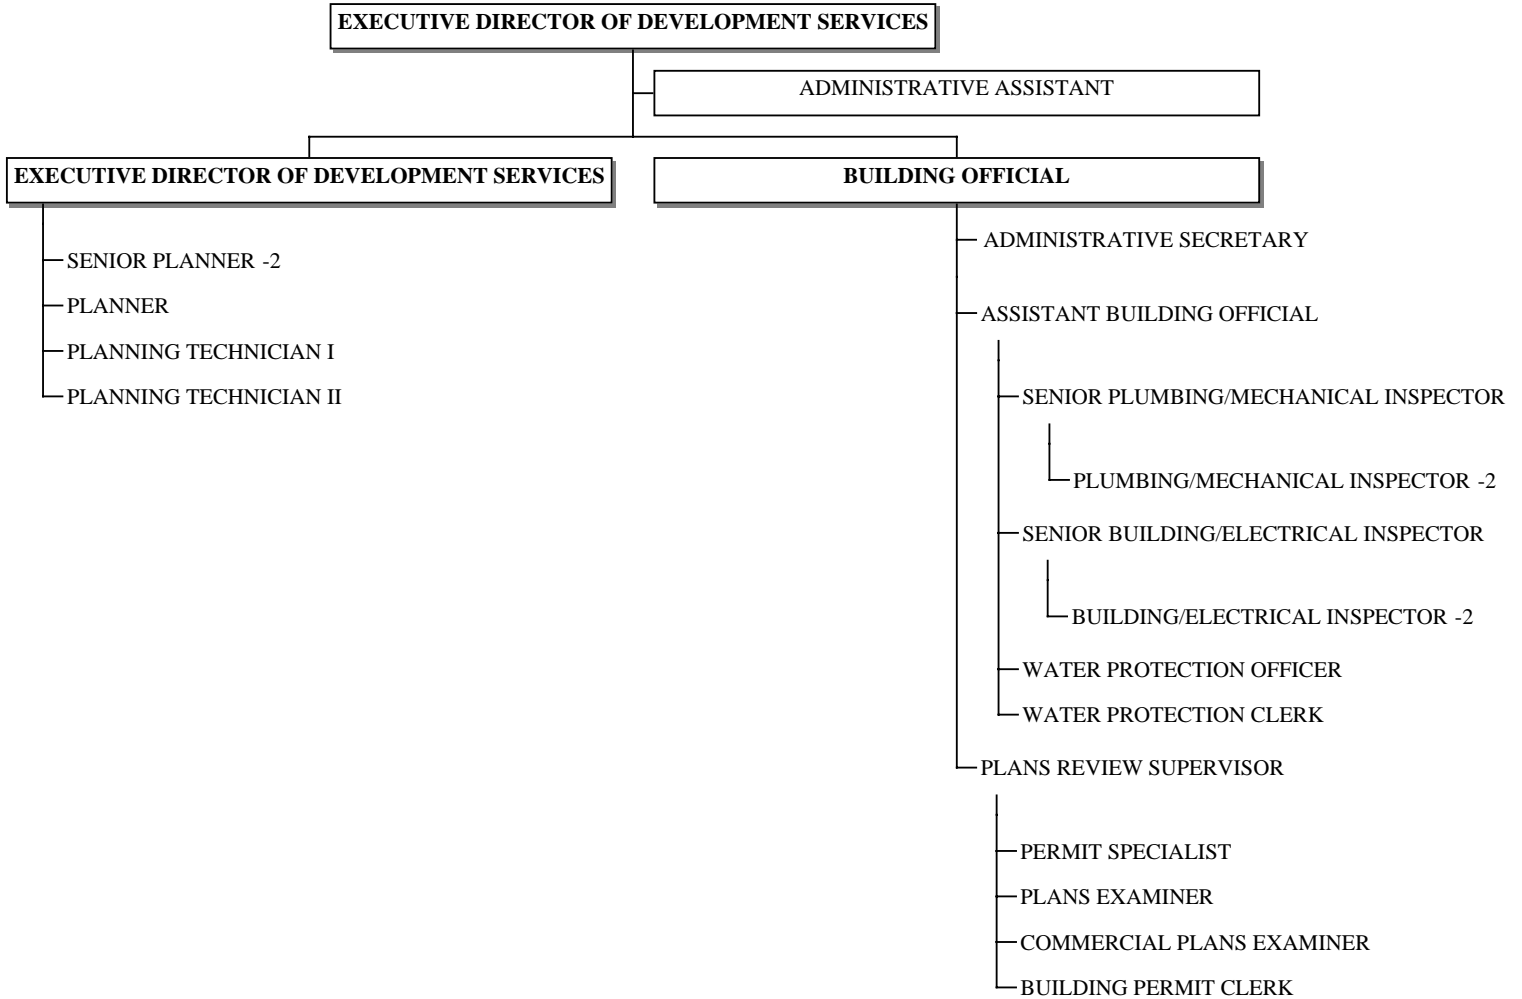 EXECUTIVE DIRECTOR OF DEVELOPMENT SERVICES
ADMINISTRATIVE ASSISTANT
EXECUTIVE DIRECTOR OF DEVELOPMENT SERVICES
SENIOR PLANNER -2
PLANNER
PLANNING TECHNICIAN I
PLANNING TECHNICIAN II
BUILDING OFFICIAL
ADMINISTRATIVE SECRETARY
ASSISTANT BUILDING OFFICIAL
SENIOR PLUMBING/MECHANICAL INSPECTOR
PLUMBING/MECHANICAL INSPECTOR -2
SENIOR BUILDING/ELECTRICAL INSPECTOR
BUILDING/ELECTRICAL INSPECTOR -2
WATER PROTECTION OFFICER
WATER PROTECTION CLERK
PLANS REVIEW SUPERVISOR
PERMIT SPECIALIST
PLANS EXAMINER
COMMERCIAL PLANS EXAMINER
BUILDING PERMIT CLERK